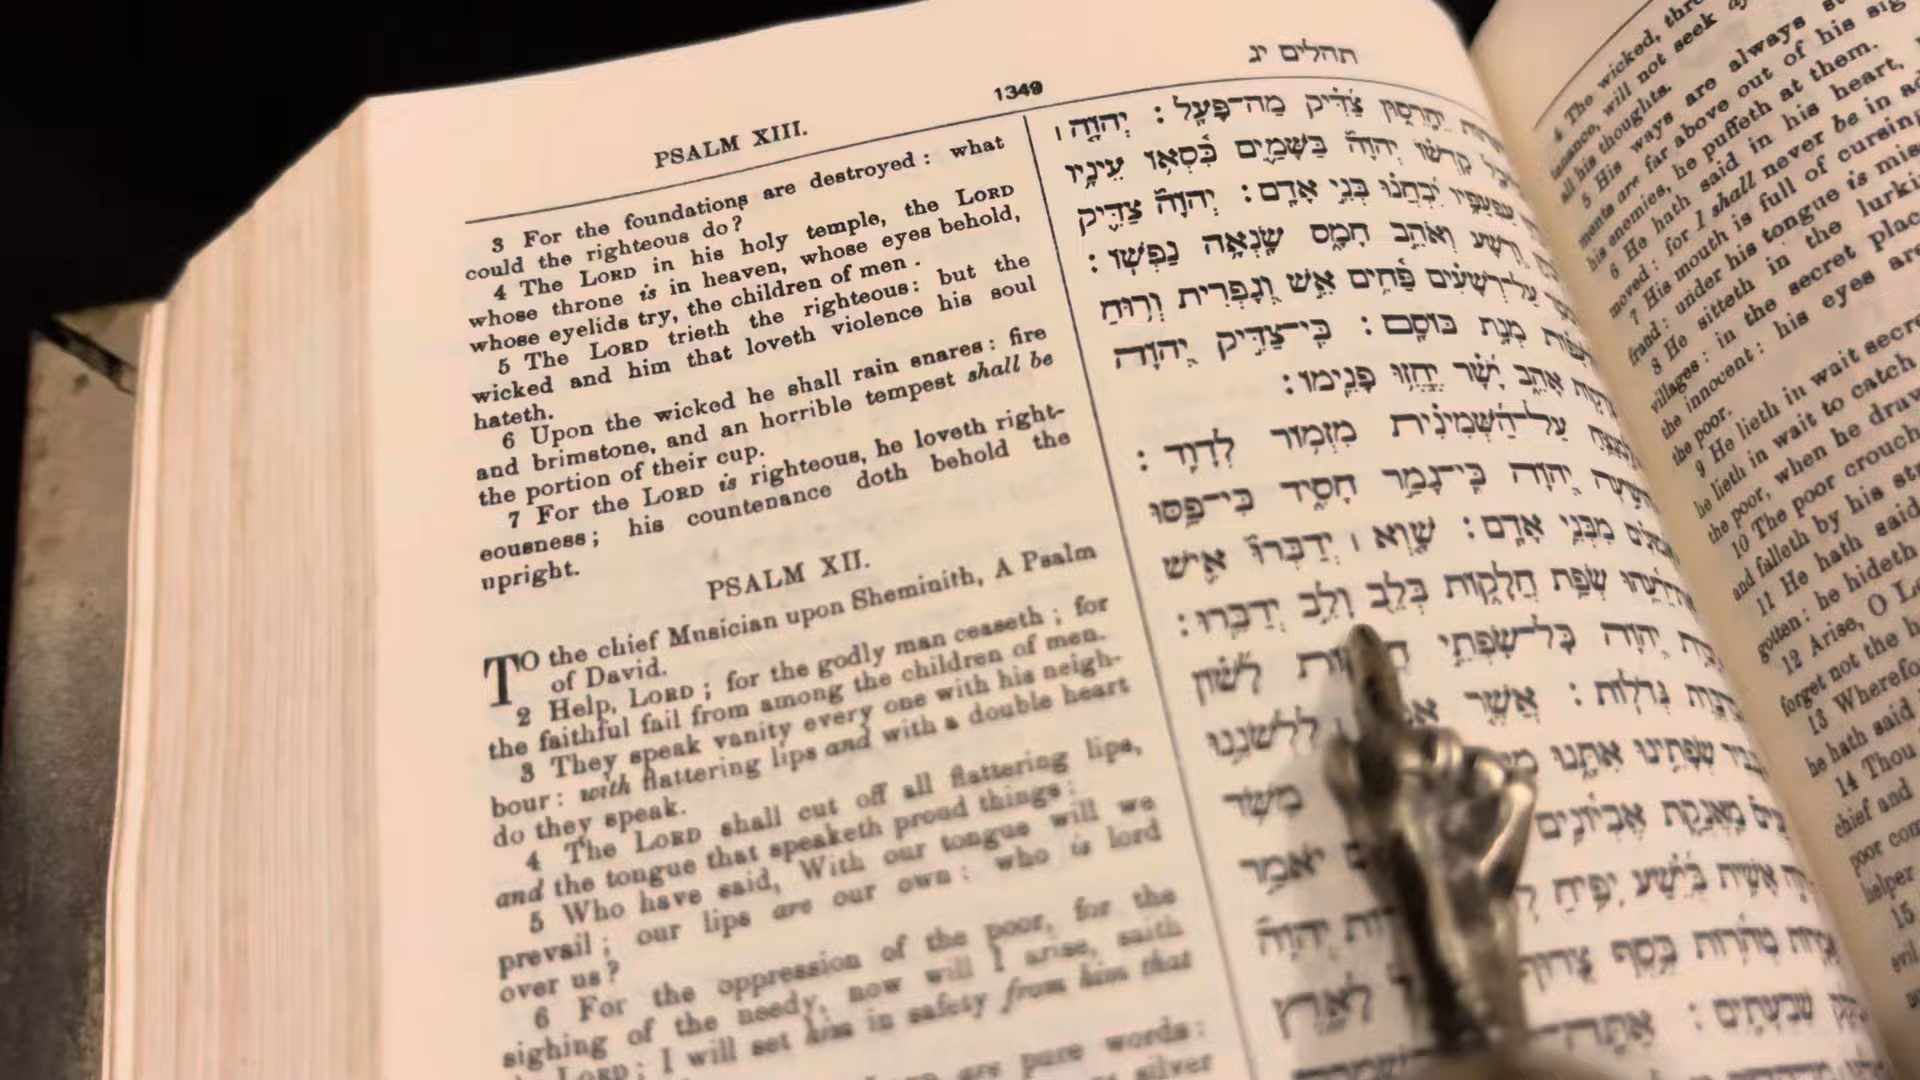 PSALM XIII.
1349
תהלים יג
3 For the foundations are destroyed: what
could the righteous do?
4 The LORD in his holy temple, the LORD
whose throne is in heaven, whose eyes behold,
whose eyelids try, the children of men.
5 The LORD trieth the righteous: but the
wicked and him that loveth violence his soul
hateth.
6 Upon the wicked he shall rain snares: fire
and brimstone, and an horrible tempest shall be
the portion of their cup.
7 For the LORD is righteous, he loveth right-
eousness; his countenance doth behold the
upright.
PSALM XII.
TO the chief Musician upon Sheminith, A Psalm
of David.
2 Help, LORD; for the godly man ceaseth; for
the faithful fail from among the children of men.
3 They speak vanity every one with his neigh-
bour: with flattering lips and with a double heart
do they speak.
4 The LORD shall cut off all flattering lips,
and the tongue that speaketh proud things:
5 Who have said, With our tongue will we
prevail; our lips are our own: who is lord
over us?
6 For the oppression of the poor, for the
sighing of the needy, now will I arise, saith
LORD; I will set him in safety from him that
are pure words:
silver
יֵהָרֵסוּן צַדִּיק מַה־פָּעָל: יְהוָה ׀
קָדְשׁוֹ יְהוָה בַּשָּׁמַיִם כִּסְאוֹ עֵינָיו
עַפְעַפָּיו יִבְחֲנוּ בְּנֵי אָדָם: יְהוָה צַדִּיק
וְרָשָׁע וְאֹהֵב חָמָס שָׂנְאָה נַפְשׁוֹ:
עַל־רְשָׁעִים פַּחִים אֵשׁ וְגָפְרִית וְרוּחַ
מְנָת כּוֹסָם: כִּי־צַדִּיק יְהוָה
אָהֵב יָשָׁר יֶחֱזוּ פָנֵימוֹ:
עַל־הַשְּׁמִינִית מִזְמוֹר לְדָוִד:
יְהוָה כִּי־גָמַר חָסִיד כִּי־פַסּוּ
מִבְּנֵי אָדָם: שָׁוְא ׀ יְדַבְּרוּ אִישׁ
שְׂפַת חֲלָקוֹת בְּלֵב וָלֵב יְדַבֵּרוּ:
יְהוָה כָּל־שִׂפְתֵי לָשׁוֹן
גְּדֹלוֹת: אֲשֶׁר לִלְשֹׁנֵנוּ
שְׂפָתֵינוּ אִתָּנוּ
מִשֹּׁד
מֵאֶנְקַת אֶבְיוֹנִים
יֹאמַר
אָשִׁית בְּיֵשַׁע יָפִיחַ
יְהוָה
טְהֹרוֹת כֶּסֶף צָרוּף
לָאָרֶץ
שִׁבְעָתָיִם:
4 The wicked,
will not seek
all his thoughts.
5 His ways are always
are far above out of his
his enemies, he puffeth at them.
6 He hath said in his heart,
moved: for I shall never be in
7 His mouth is full of cursing
fraud: under his tongue is
8 He sitteth in the
villages: in the secret
the innocent: his eyes are
the poor.
9 He lieth in wait
he lieth in wait to catch
the poor, when he
10 The poor
and falleth by his
11 He hath said
gotten: he hideth
12 Arise, O
forget not the
13
he hath said
14 Thou
chief and
poor
helper
15
evil